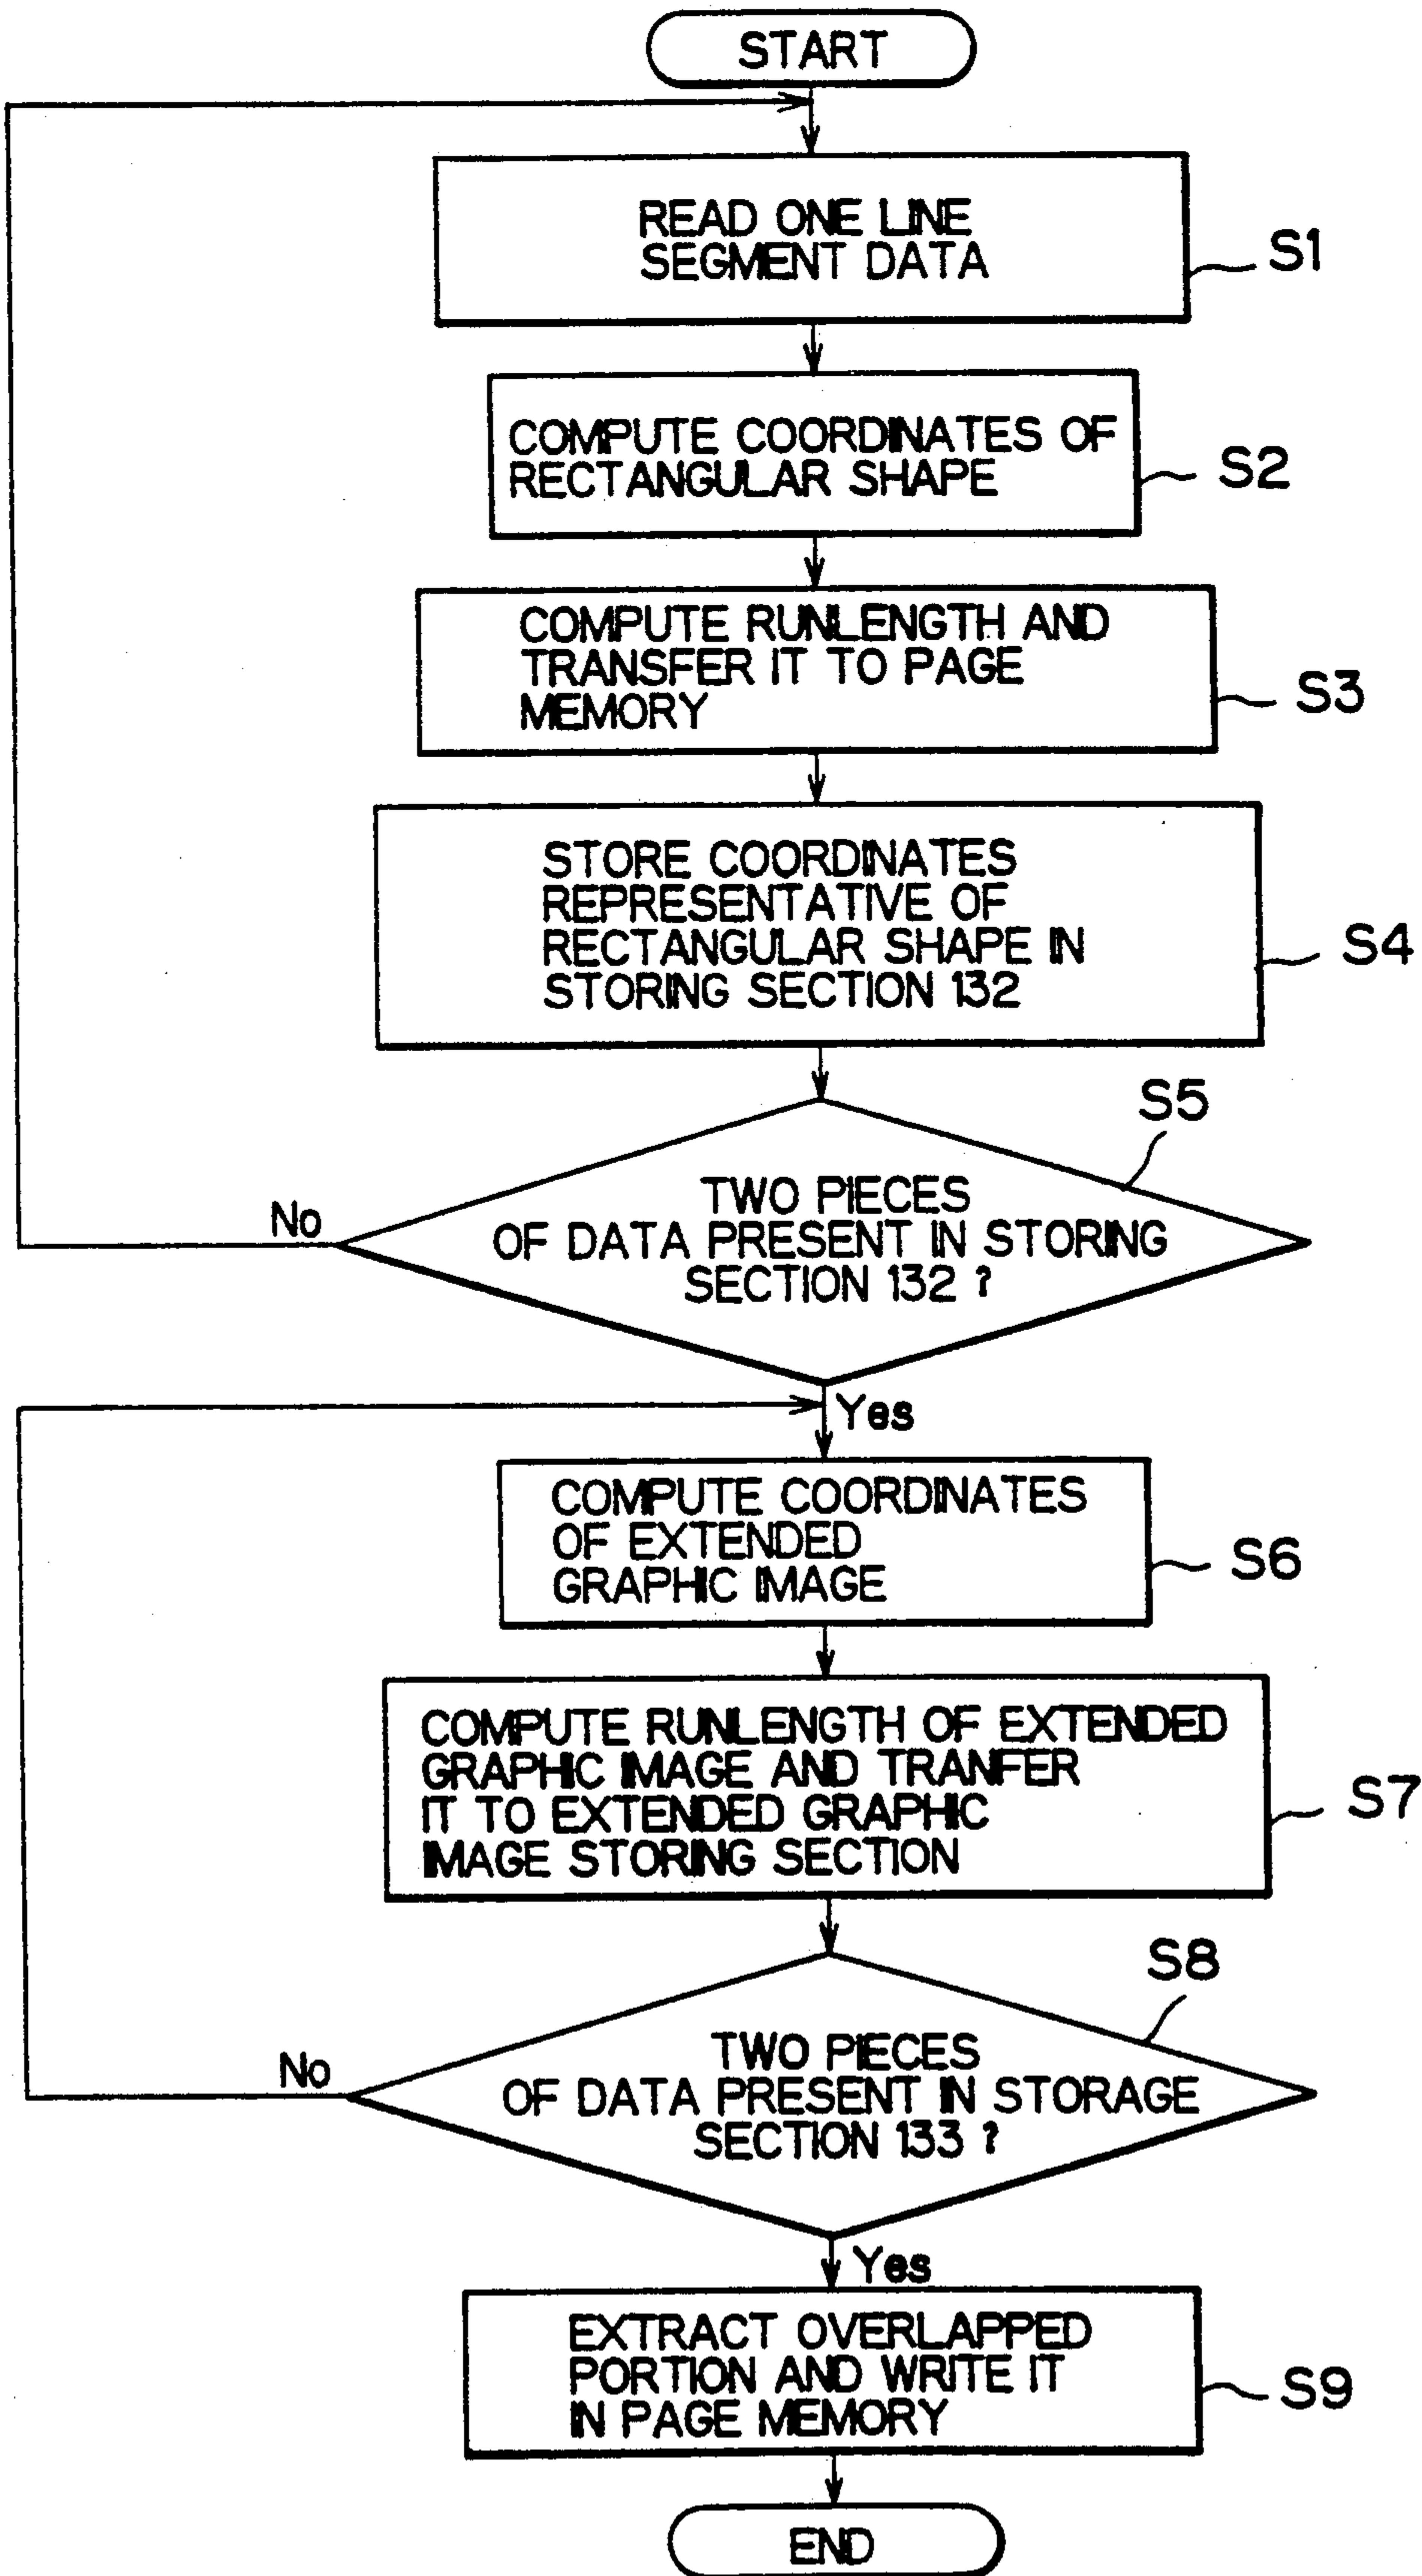 START
READ ONE LINE
SEGMENT DATA
S1
COMPUTE COORDINATES OF
RECTANGULAR SHAPE
S2
COMPUTE RUNLENGTH AND
TRANSFER IT TO PAGE
MEMORY
S3
STORE COORDINATES
REPRESENTATIVE OF
RECTANGULAR SHAPE IN
STORING SECTION 132
S4
S5
TWO PIECES
OF DATA PRESENT IN STORING
SECTION 132 ?
No
Yes
COMPUTE COORDINATES
OF EXTENDED
GRAPHIC IMAGE
S6
COMPUTE RUNLENGTH OF EXTENDED
GRAPHIC IMAGE AND TRANFER
IT TO EXTENDED GRAPHIC
IMAGE STORING SECTION
S7
S8
TWO PIECES
OF DATA PRESENT IN STORAGE
SECTION 133 ?
No
Yes
EXTRACT OVERLAPPED
PORTION AND WRITE IT
IN PAGE MEMORY
S9
END